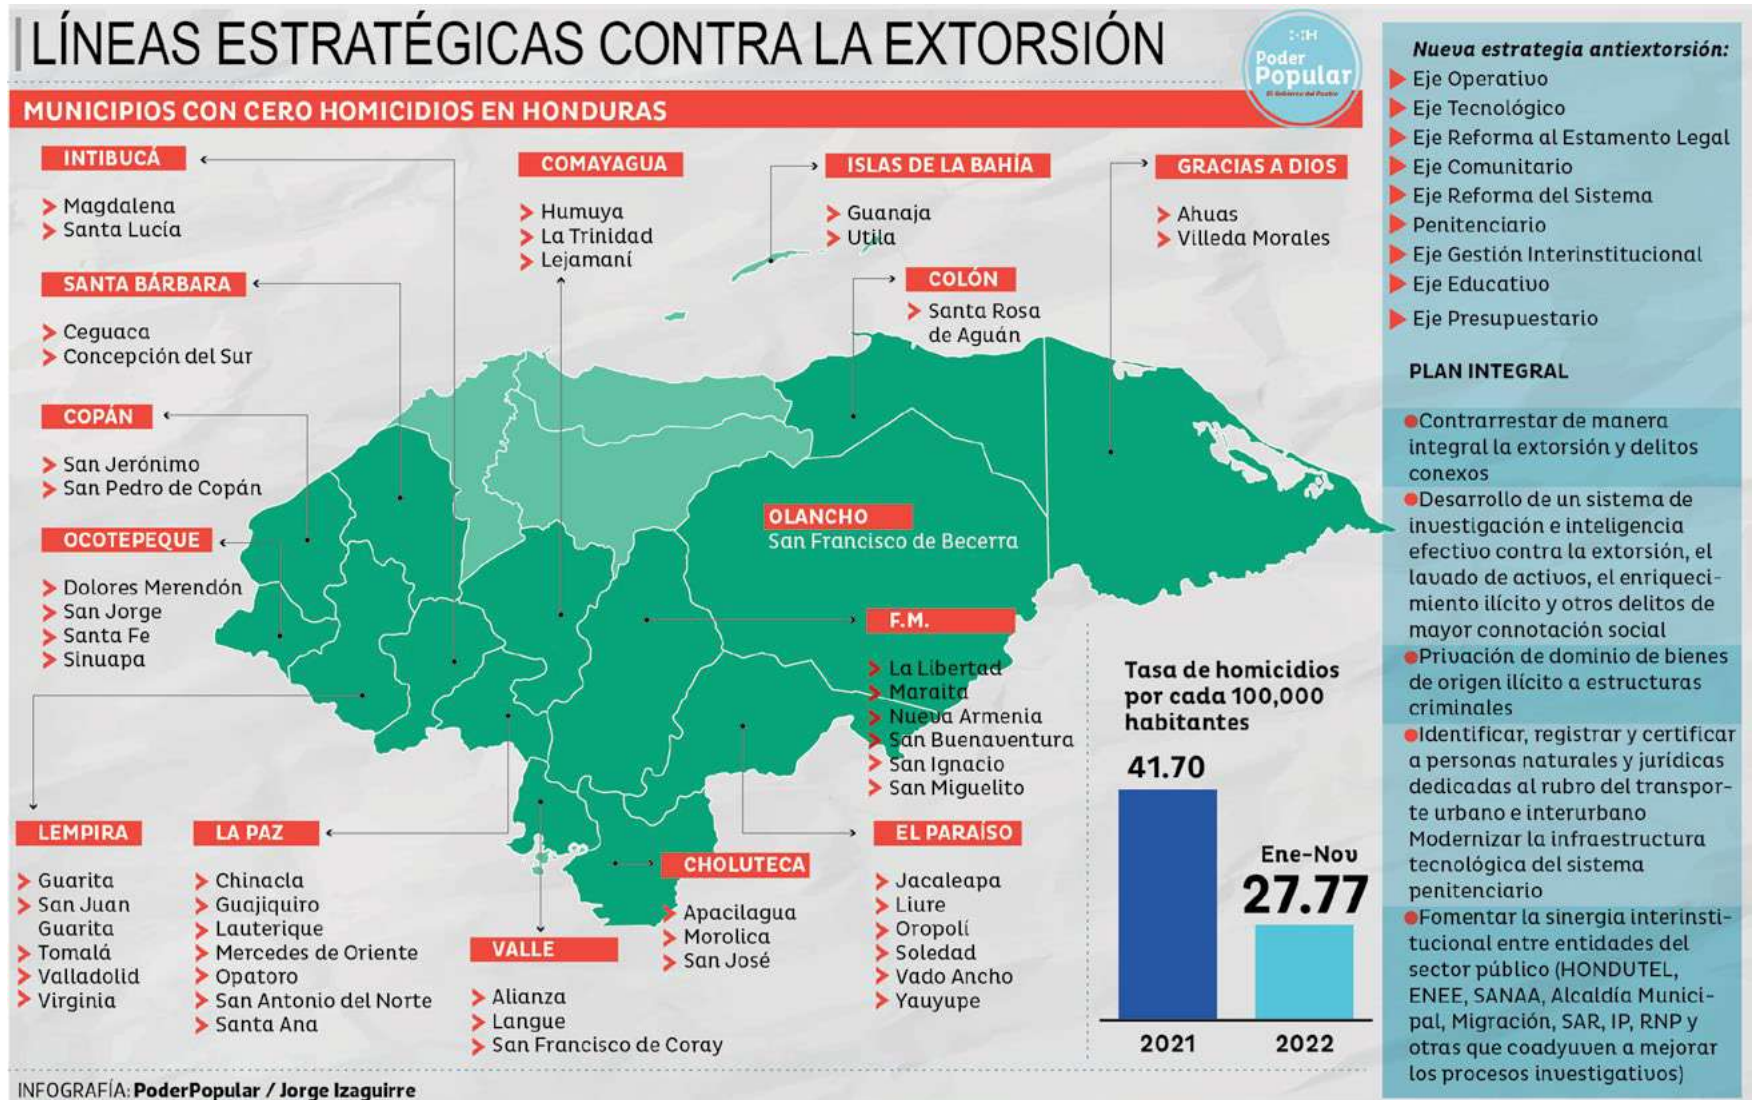 LÍNEAS ESTRATÉGICAS CONTRA LA EXTORSIÓN
Poder
Popular
El Gobierno del Pueblo
MUNICIPIOS CON CERO HOMICIDIOS EN HONDURAS
INTIBUCÁ
Magdalena
Santa Lucía
SANTA BÁRBARA
Ceguaca
Concepción del Sur
COPÁN
San Jerónimo
San Pedro de Copán
OCOTEPEQUE
Dolores Merendón
San Jorge
Santa Fe
Sinuapa
COMAYAGUA
Humuya
La Trinidad
Lejamaní
ISLAS DE LA BAHÍA
Guanaja
Utila
COLÓN
Santa Rosa
de Aguán
GRACIAS A DIOS
Ahuas
Villeda Morales
OLANCHO
San Francisco de Becerra
F.M.
La Libertad
Maraita
Nueva Armenia
San Buenaventura
San Ignacio
San Miguelito
LEMPIRA
Guarita
San Juan
Guarita
Tomalá
Valladolid
Virginia
LA PAZ
Chinacla
Guajiquiro
Lauterique
Mercedes de Oriente
Opatoro
San Antonio del Norte
Santa Ana
VALLE
Alianza
Langue
San Francisco de Coray
CHOLUTECA
Apacilagua
Morolica
San José
EL PARAÍSO
Jacaleapa
Liure
Oropolí
Soledad
Vado Ancho
Yauyupe
Tasa de homicidios
por cada 100,000
habitantes
41.70
Ene-Nov
27.77
2021
2022
Nueva estrategia antiextorsión:
Eje Operativo
Eje Tecnológico
Eje Reforma al Estamento Legal
Eje Comunitario
Eje Reforma del Sistema
Penitenciario
Eje Gestión Interinstitucional
Eje Educativo
Eje Presupuestario
PLAN INTEGRAL
Contrarrestar de manera
integral la extorsión y delitos
conexos
Desarrollo de un sistema de
investigación e inteligencia
efectivo contra la extorsión, el
lavado de activos, el enriqueci-
miento ilícito y otros delitos de
mayor connotación social
Privación de dominio de bienes
de origen ilícito a estructuras
criminales
Identificar, registrar y certificar
a personas naturales y jurídicas
dedicadas al rubro del transpor-
te urbano e interurbano
Modernizar la infraestructura
tecnológica del sistema
penitenciario
Fomentar la sinergia interinsti-
tucional entre entidades del
sector público (HONDUTEL,
ENEE, SANAA, Alcaldía Munici-
pal, Migración, SAR, IP, RNP y
otras que coadyuven a mejorar
los procesos investigativos)
INFOGRAFÍA: PoderPopular / Jorge Izaguirre